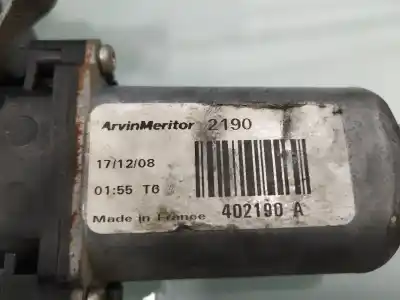 ArvinMeritor 2190
17/12/08
01:55 T6
402190 A
Made in France